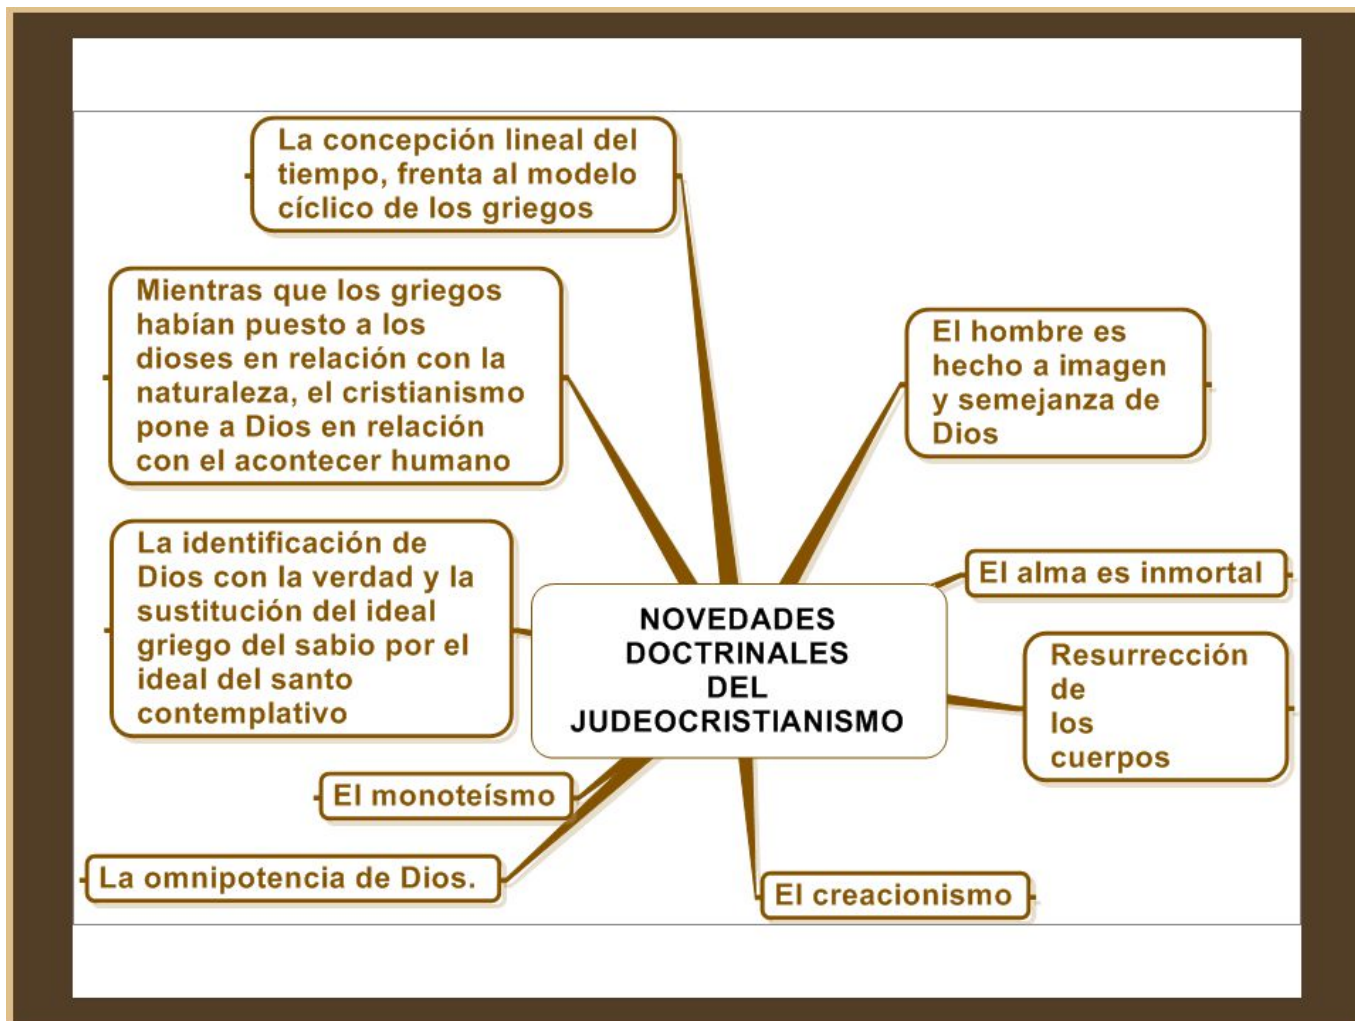 La concepción lineal del
tiempo, frenta al modelo
cíclico de los griegos
Mientras que los griegos
habían puesto a los
dioses en relación con la
naturaleza, el cristianismo
pone a Dios en relación
con el acontecer humano
El hombre es
hecho a imagen
y semejanza de
Dios
La identificación de
Dios con la verdad y la
sustitución del ideal
griego del sabio por el
ideal del santo
contemplativo
El alma es inmortal
NOVEDADES
DOCTRINALES
DEL
JUDEOCRISTIANISMO
Resurrección
de
los
cuerpos
El monoteísmo
La omnipotencia de Dios.
El creacionismo